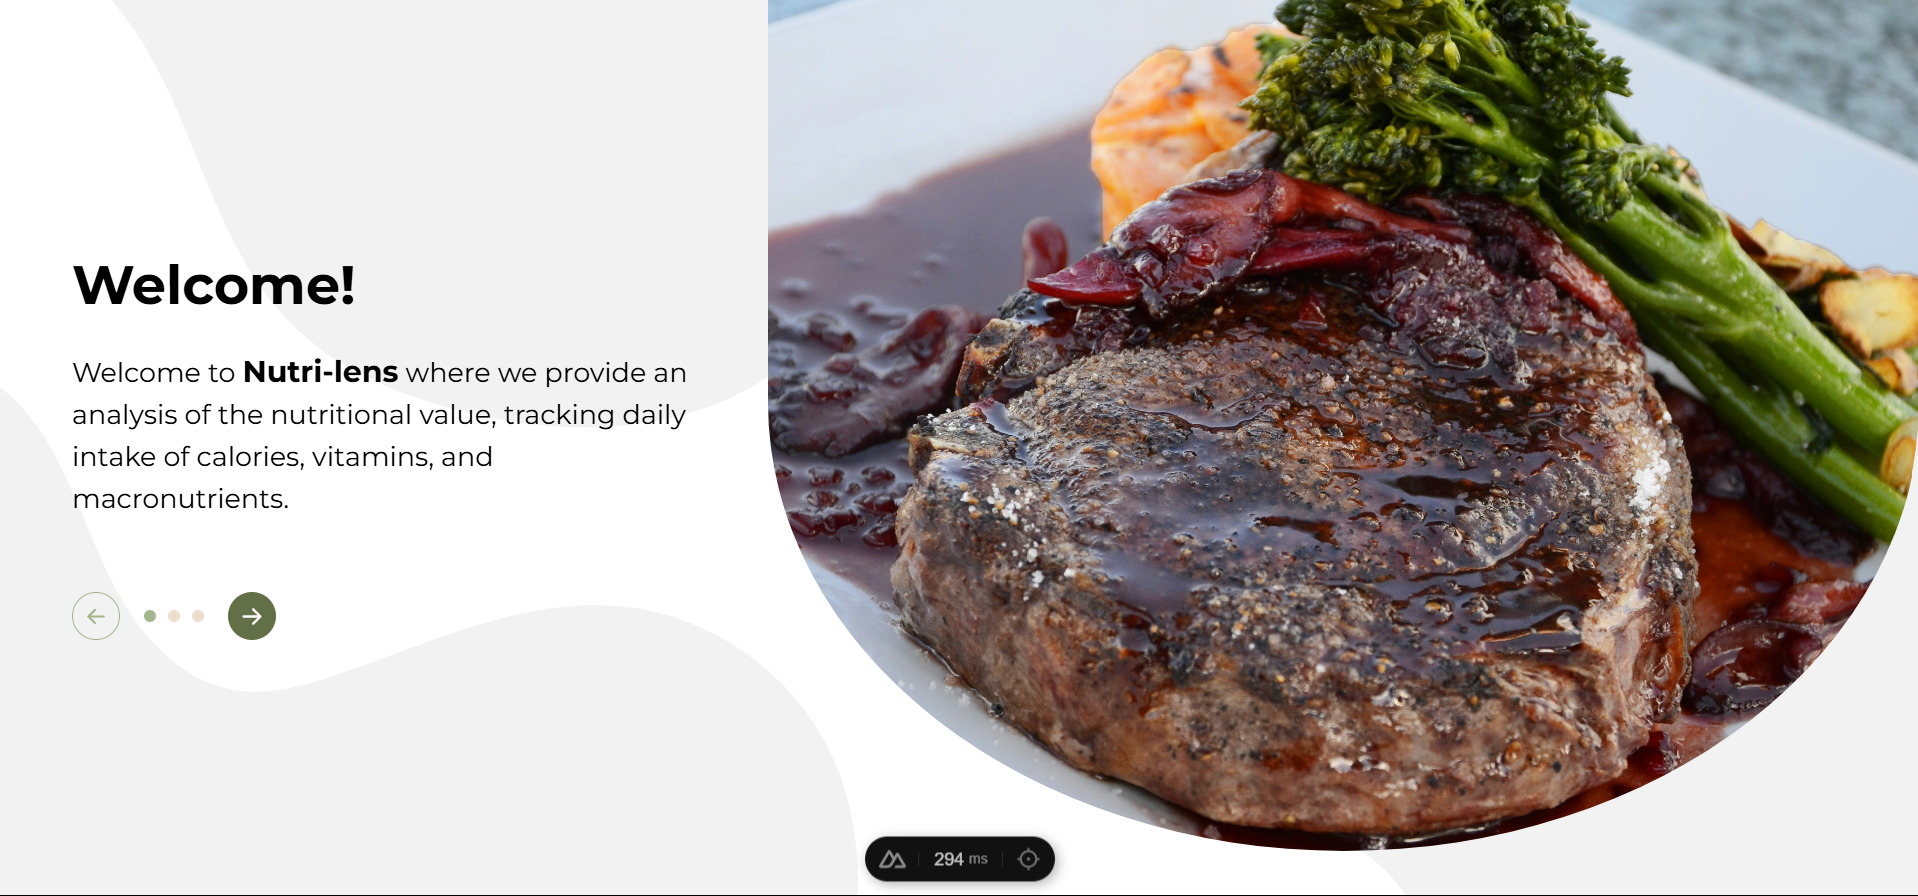 Welcome!
Welcome to Nutri-lens where we provide an
analysis of the nutritional value, tracking daily
intake of calories, vitamins, and
macronutrients.
294 ms